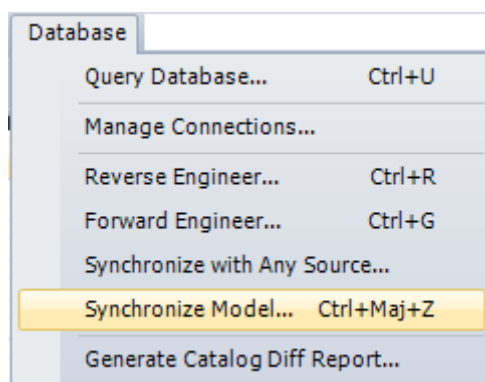 Database
Query Database... Ctrl+U
Manage Connections...
Reverse Engineer... Ctrl+R
Forward Engineer... Ctrl+G
Synchronize with Any Source...
Synchronize Model... Ctrl+Maj+Z
Generate Catalog Diff Report...